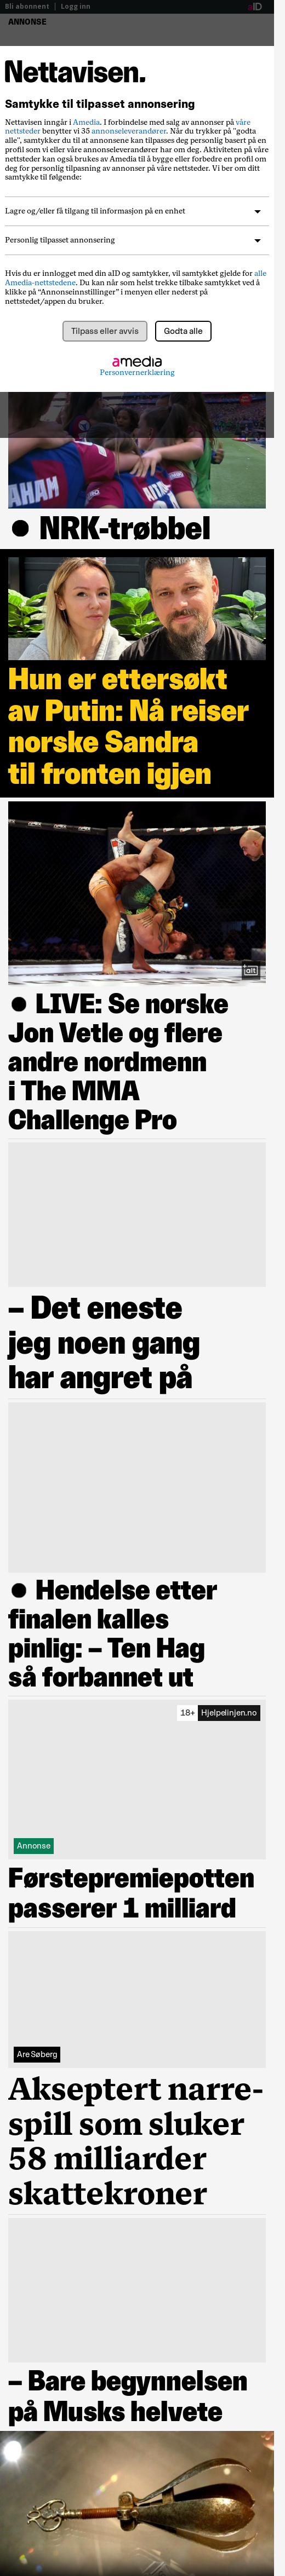 Bli abonnent | Logg inn aID
ANNONSE
Nettavisen.
Samtykke til tilpasset annonsering
Nettavisen inngår i Amedia. I forbindelse med salg av annonser på våre
nettsteder benytter vi 35 annonseleverandører. Når du trykker på "godta
alle", samtykker du til at annonsene kan tilpasses deg personlig basert på en
profil som vi eller våre annonseleverandører har om deg. Aktiviteten på våre
nettsteder kan også brukes av Amedia til å bygge eller forbedre en profil om
deg for personlig tilpasning av annonser på våre nettsteder. Vi ber om ditt
samtykke til følgende:
Lagre og/eller få tilgang til informasjon på en enhet
Personlig tilpasset annonsering
Hvis du er innlogget med din aID og samtykker, vil samtykket gjelde for alle
Amedia-nettstedene. Du kan når som helst trekke tilbake samtykket ved å
klikke på “Annonseinnstillinger” i menyen eller nederst på
nettstedet/appen du bruker.
Tilpass eller avvis Godta alle
amedia
Personvernerklæring
AHAM
● NRK-trøbbel
Hun er ettersøkt
av Putin: Nå reiser
norske Sandra
til fronten igjen
alt
● LIVE: Se norske
Jon Vetle og flere
andre nordmenn
i The MMA
Challenge Pro
– Det eneste
jeg noen gang
har angret på
● Hendelse etter
finalen kalles
pinlig: – Ten Hag
så forbannet ut
18+ Hjelpelinjen.no
Annonse
Førstepremiepotten
passerer 1 milliard
Are Søberg
Akseptert narre-
spill som sluker
58 milliarder
skattekroner
– Bare begynnelsen
på Musks helvete